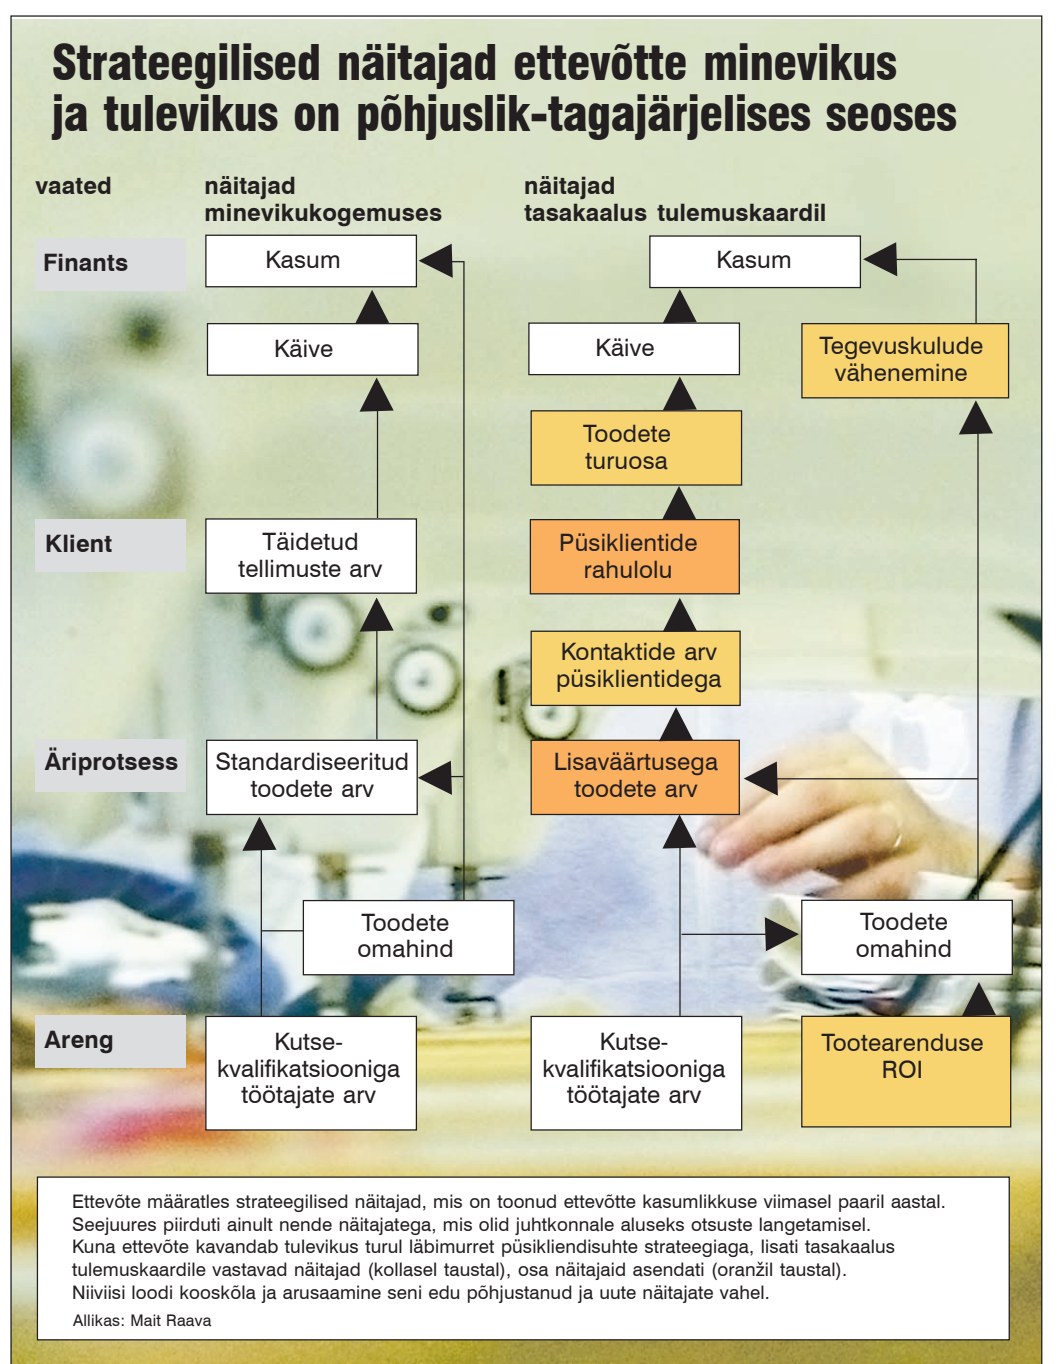 Strateegilised näitajad ettevõtte minevikus
ja tulevikus on põhjuslik-tagajärjelises seoses
vaated
näitajad
minevikukogemuses
näitajad
tasakaalus tulemuskaardil
Finants
Kasum
Kasum
Käive
Käive
Tegevuskulude
vähenemine
Toodete
turuosa
Klient
Täidetud
tellimuste arv
Püsiklientide
rahulolu
Kontaktide arv
püsiklientidega
Äriprotsess
Standardiseeritud
toodete arv
Lisaväärtusega
toodete arv
Toodete
omahind
Toodete
omahind
Areng
Kutse-
kvalifikatsiooniga
töötajate arv
Kutse-
kvalifikatsiooniga
töötajate arv
Tootearenduse
ROI
Ettevõte määratles strateegilised näitajad, mis on toonud ettevõtte kasumlikkuse viimasel paaril aastal.
Seejuures piirduti ainult nende näitajatega, mis olid juhtkonnale aluseks otsuste langetamisel.
Kuna ettevõte kavandab tulevikus turul läbimurret püsikliendisuhte strateegiaga, lisati tasakaalus
tulemuskaardile vastavad näitajad (kollasel taustal), osa näitajaid asendati (oranžil taustal).
Niiviisi loodi kooskõla ja arusaamine seni edu põhjustanud ja uute näitajate vahel.
Allikas: Mait Raava